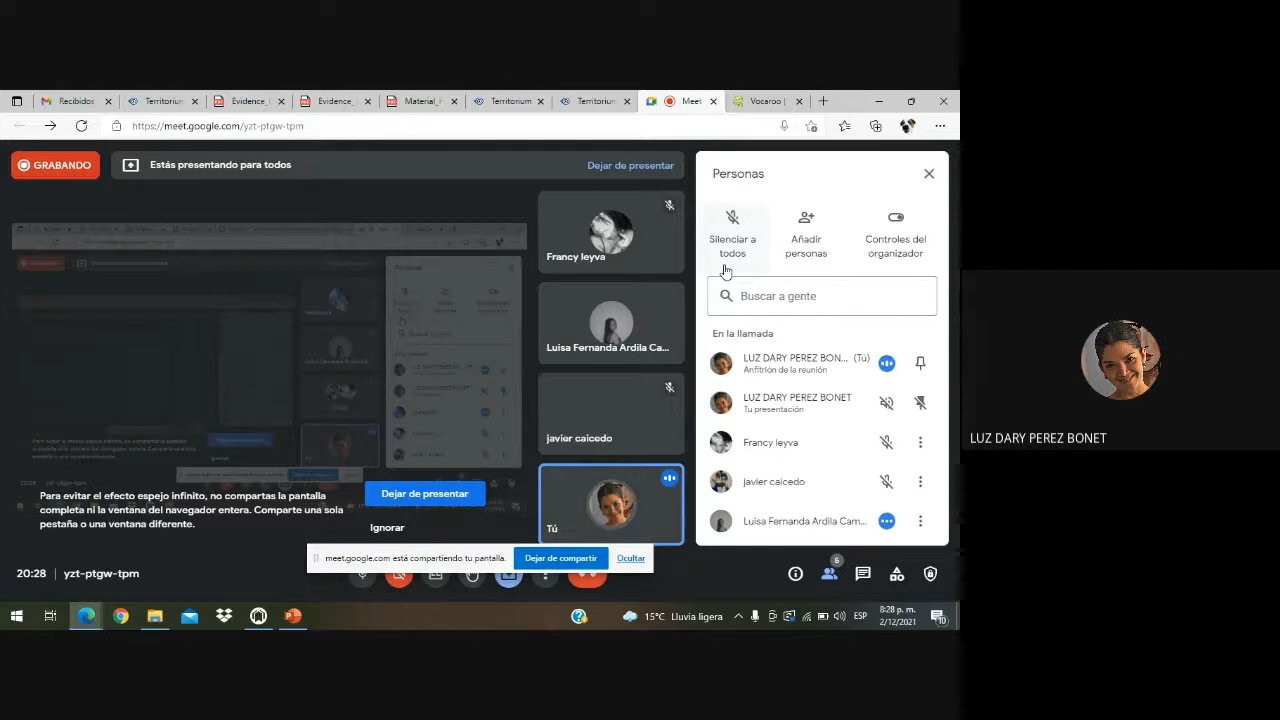 Recibidos
Territorium
Evidence_
Evidence_
Material_
Territorium
Territorium
Meet
Vocaroo |
https://meet.google.com/yzt-ptgw-tpm
GRABANDO
Estás presentando para todos
Dejar de presentar
Personas
Silenciar a todos
Añadir personas
Controles del organizador
Buscar a gente
En la llamada
LUZ DARY PEREZ BON... (Tú)
Anfitrión de la reunión
LUZ DARY PEREZ BONET
Tu presentación
Francy leyva
javier caicedo
Luisa Fernanda Ardila Cam...
Francy leyva
Luisa Fernanda Ardila Ca...
javier caicedo
Tú
Para evitar el efecto espejo infinito, no compartas la pantalla
completa ni la ventana del navegador entera. Comparte una sola
pestaña o una ventana diferente.
Dejar de presentar
Ignorar
meet.google.com está compartiendo tu pantalla.
Dejar de compartir
Ocultar
20:28
yzt-ptgw-tpm
15°C Lluvia ligera
ESP
8:28 p. m.
2/12/2021
10
LUZ DARY PEREZ BONET